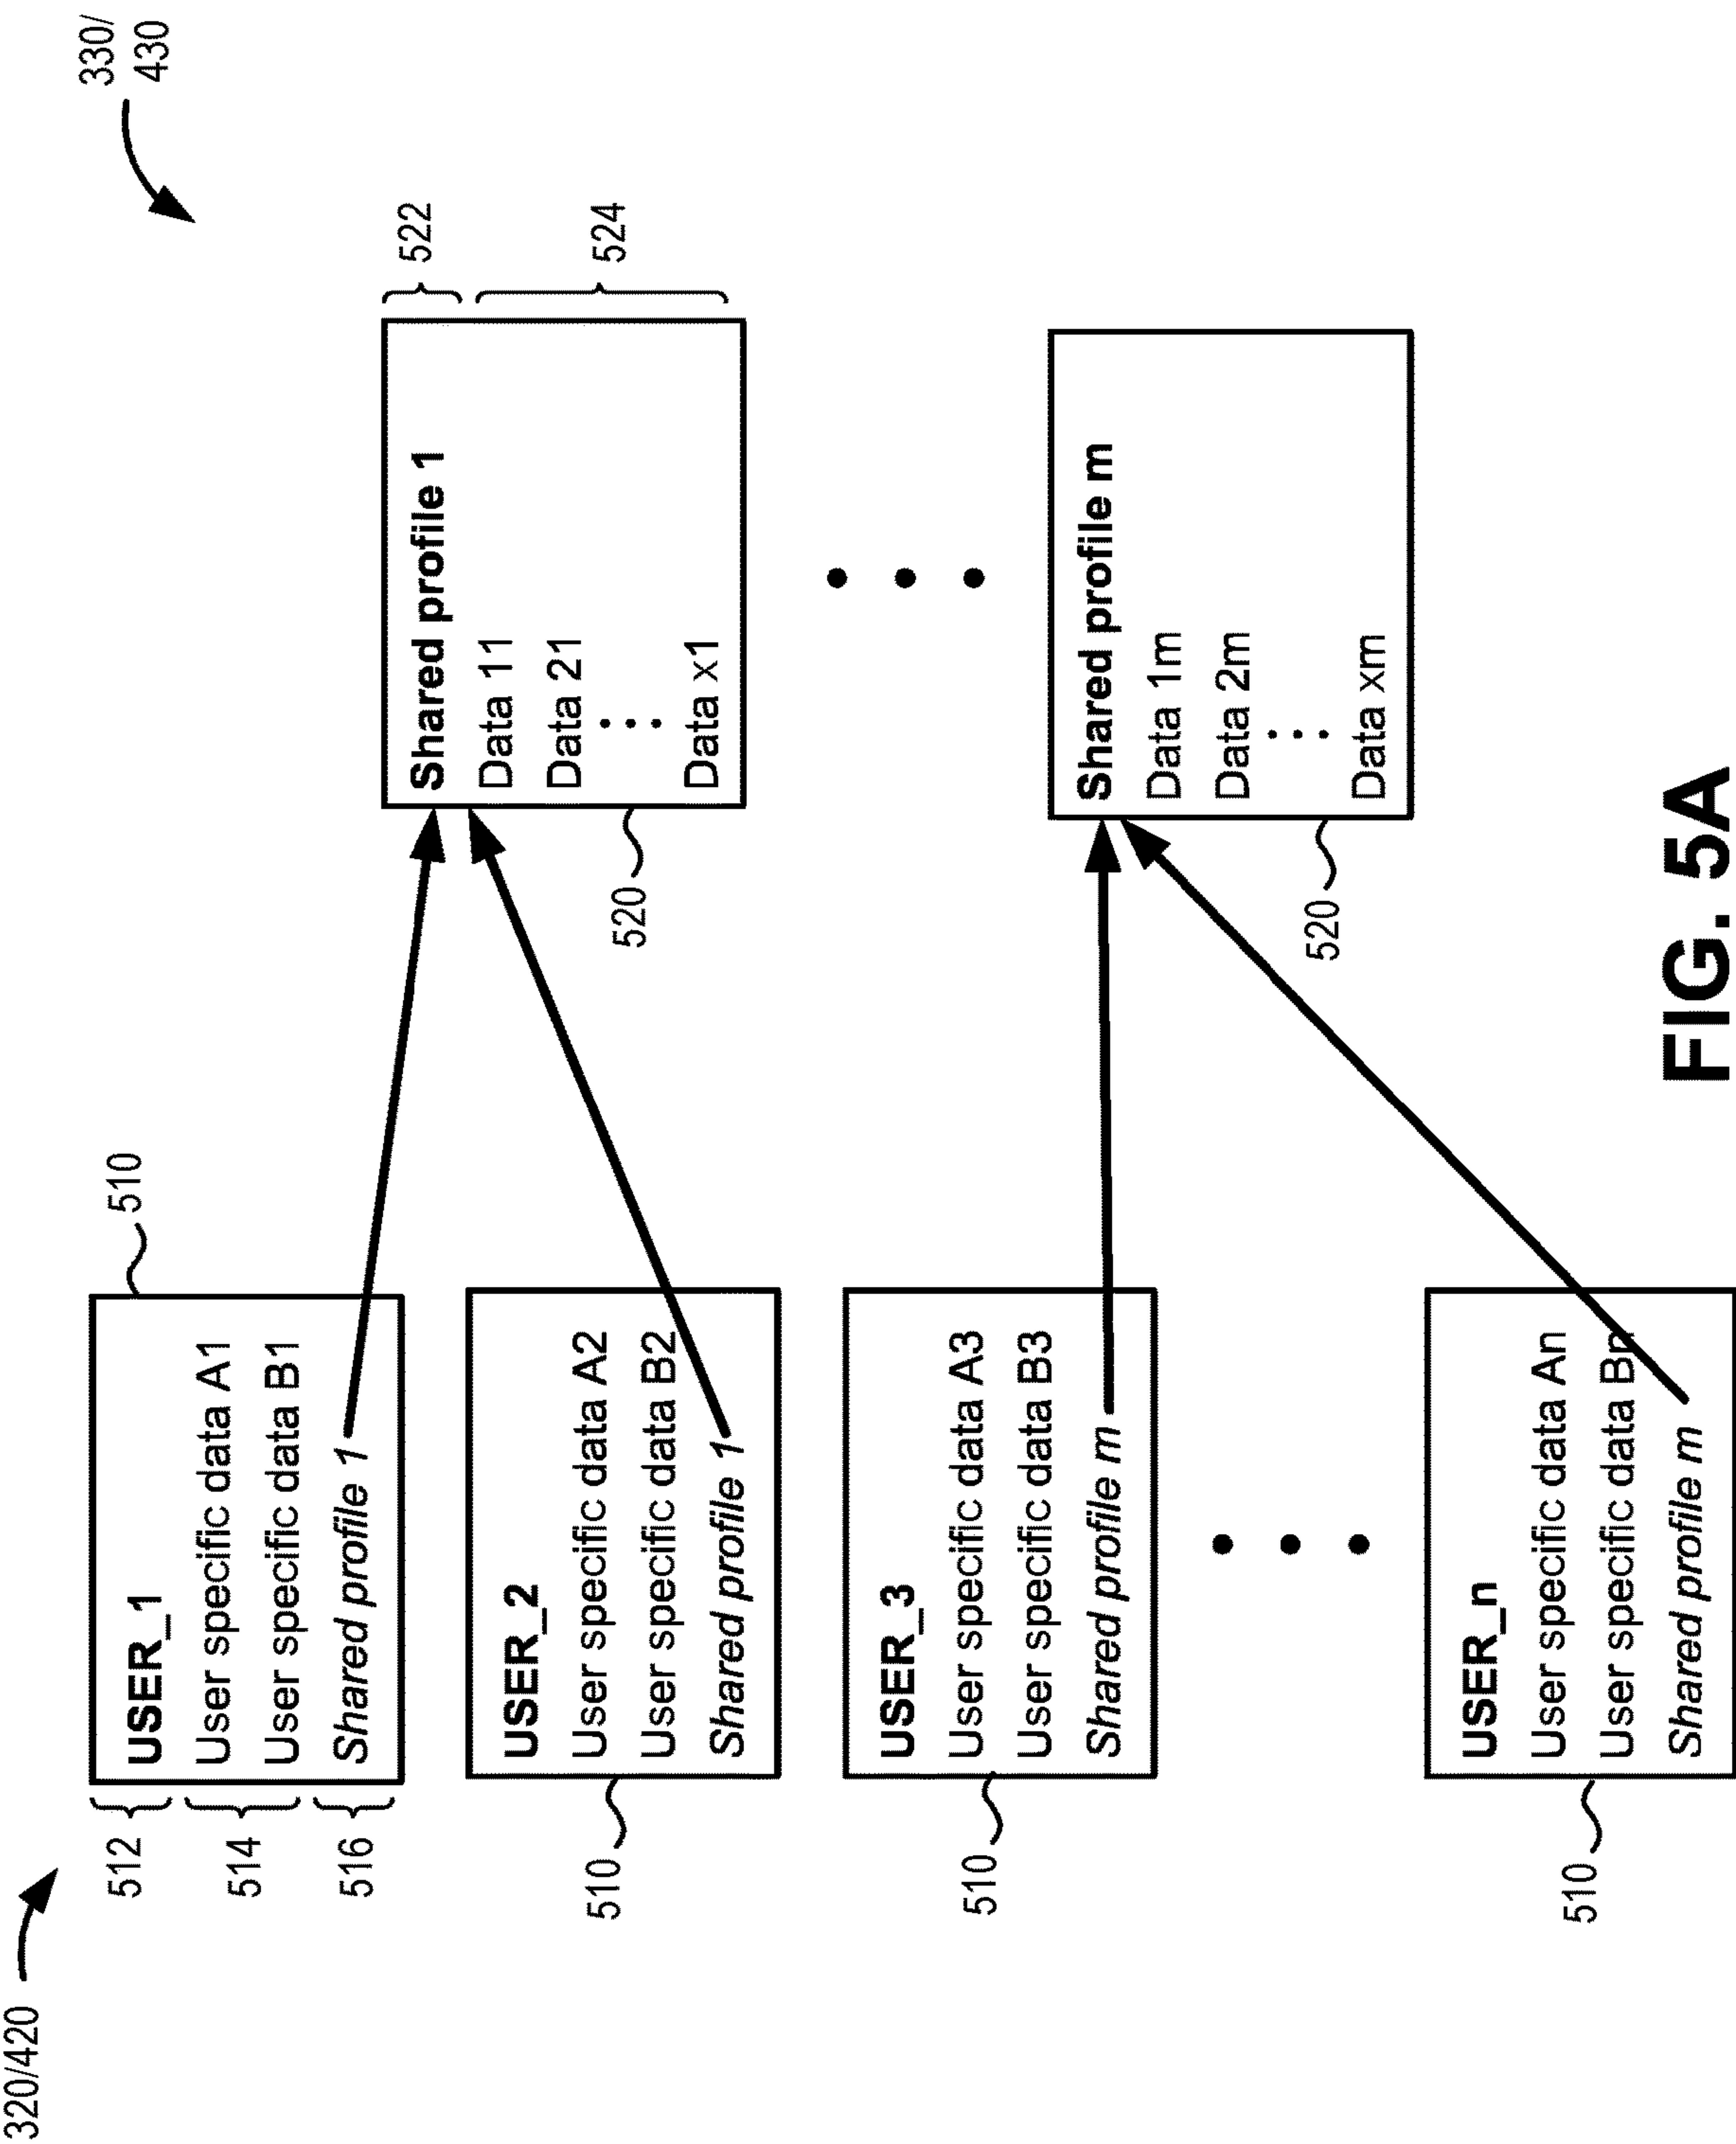 320/420
330/
430
512
514
516
510
USER_1
User specific data A1
User specific data B1
Shared profile 1
510
USER_2
User specific data A2
User specific data B2
Shared profile 1
510
USER_3
User specific data A3
User specific data B3
Shared profile m
510
USER_n
User specific data An
User specific data Bn
Shared profile m
522
524
520
Shared profile 1
Data 11
Data 21
Data x1
520
Shared profile m
Data 1m
Data 2m
Data xm
FIG. 5A